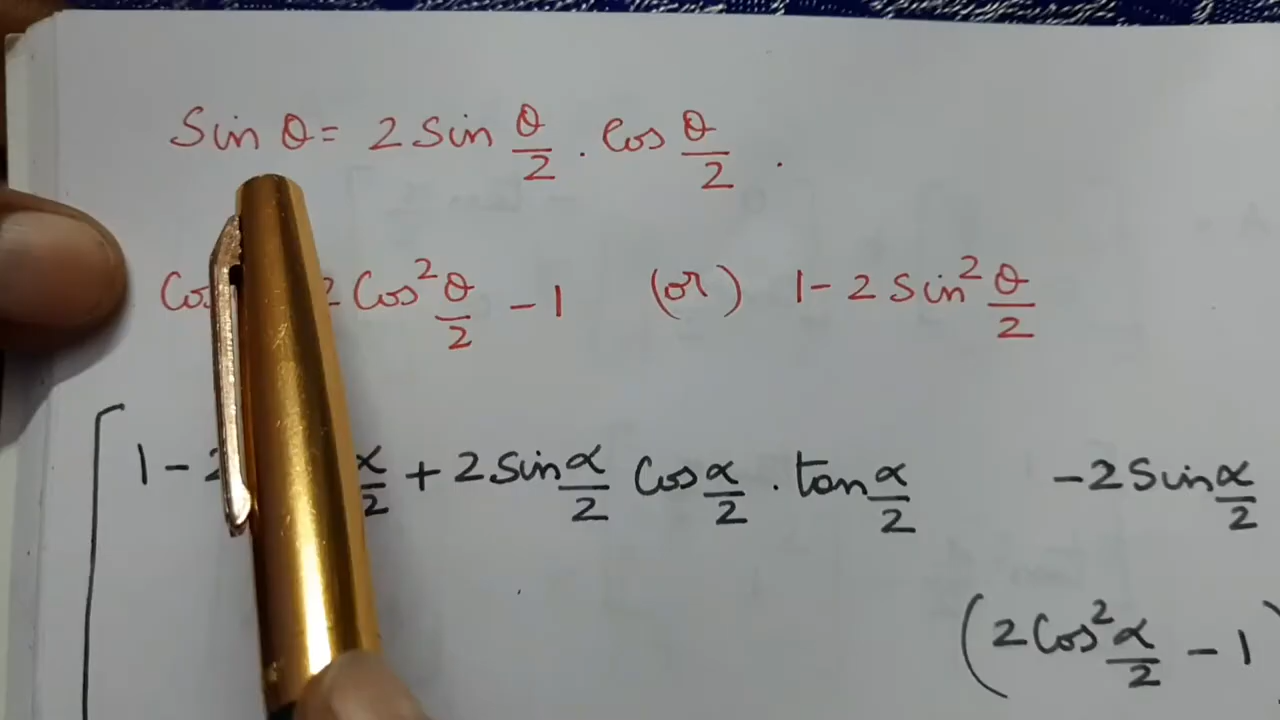 Sin θ = 2 Sin θ/2 . Cos θ/2 .
Cos 2 Cos² θ/2 - 1 (or) 1 - 2 Sin² θ/2
1 - 2 α/2 + 2 Sin α/2 Cos α/2 . tan α/2 - 2 Sin α/2
(2 Cos² α/2 - 1)